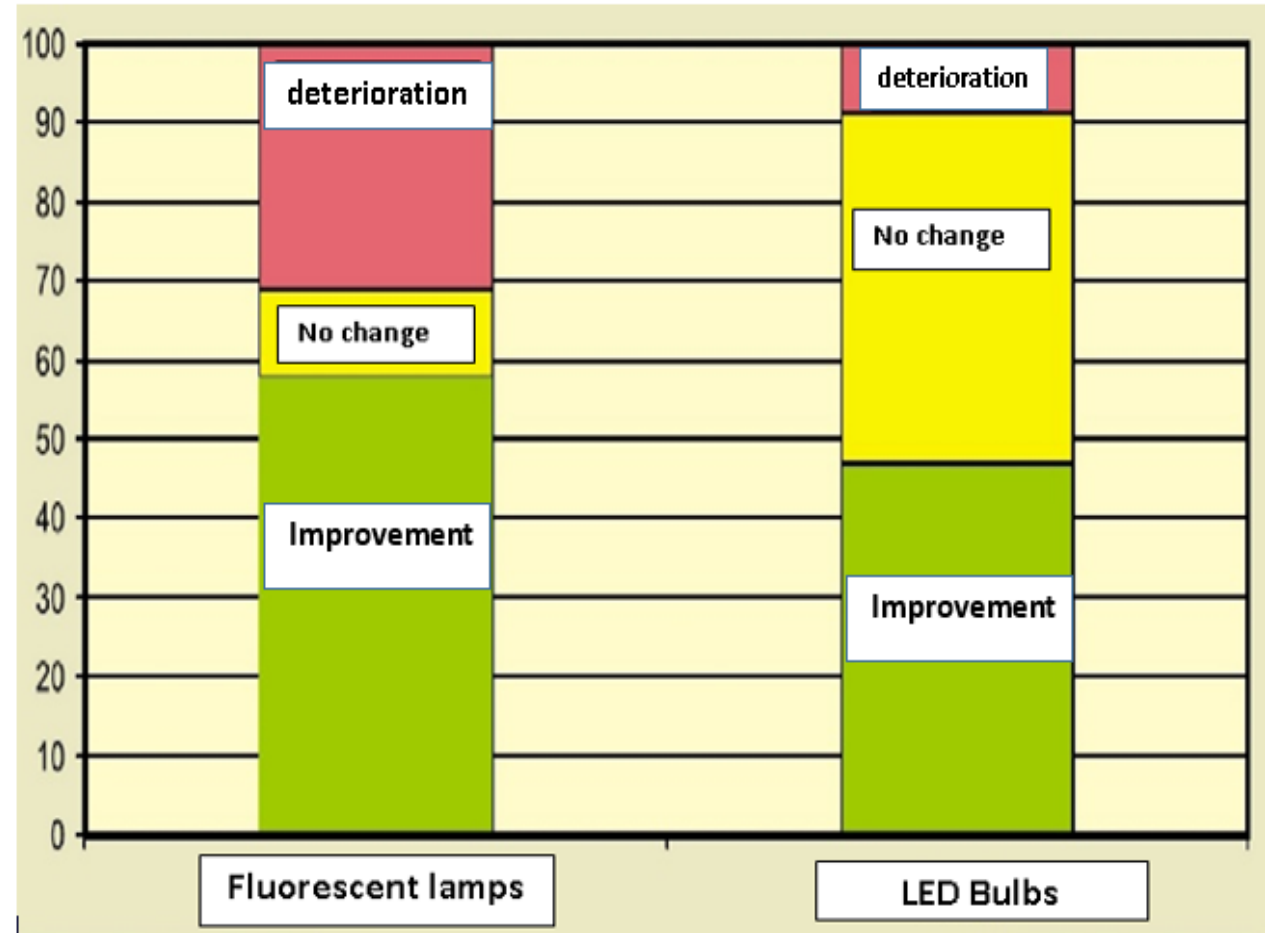 100
90
80
70
60
50
40
30
20
10
0
deterioration
No change
Improvement
deterioration
No change
Improvement
Fluorescent lamps
LED Bulbs